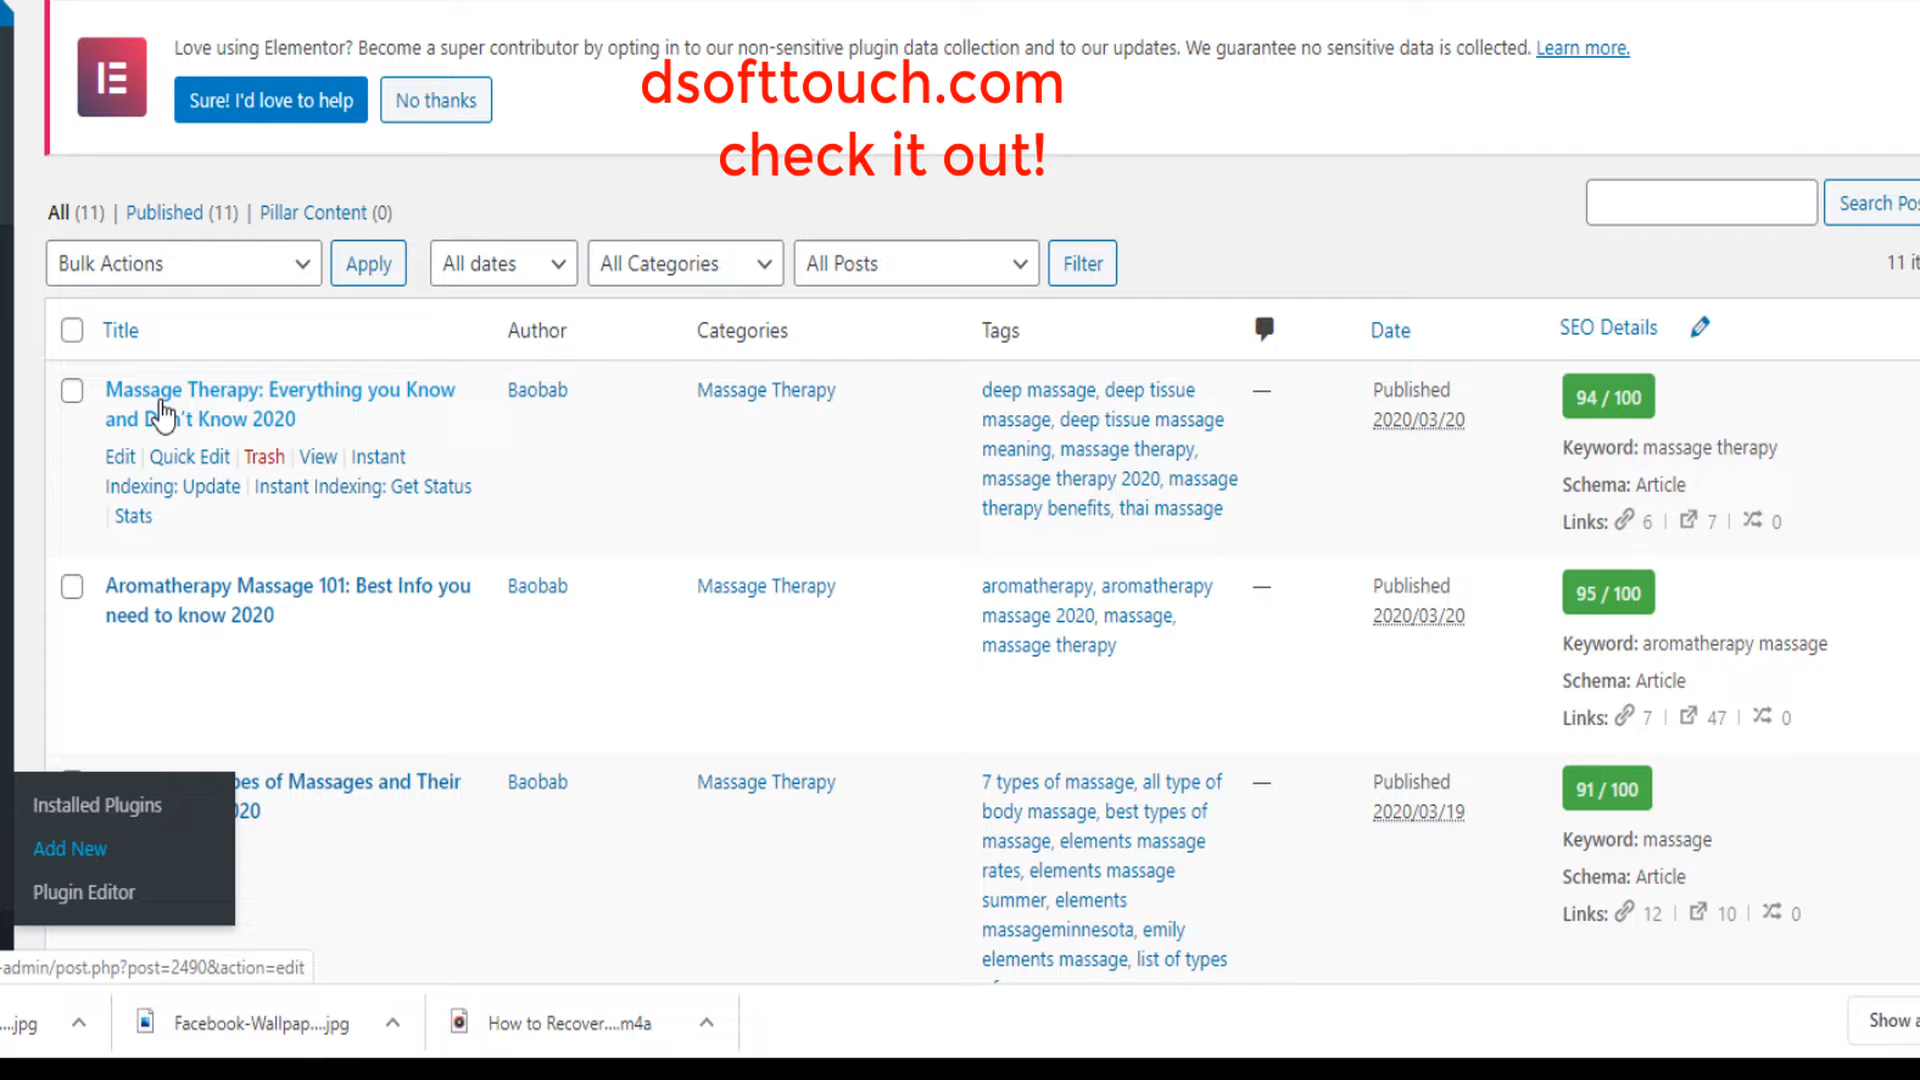 Love using Elementor? Become a super contributor by opting in to our non-sensitive plugin data collection and to our updates. We guarantee no sensitive data is collected. Learn more.
dsofttouch.com
Sure! I'd love to help No thanks
check it out!
All (11) | Published (11) | Pillar Content (0)
Search Pos
Bulk Actions Apply All dates All Categories All Posts Filter 11 it
Title Author Categories Tags Date SEO Details
Massage Therapy: Everything you Know Baobab Massage Therapy deep massage, deep tissue — Published 94 / 100
and D 't Know 2020 massage, deep tissue massage 2020/03/20
Edit | Quick Edit | Trash | View | Instant meaning, massage therapy, Keyword: massage therapy
Indexing: Update | Instant Indexing: Get Status massage therapy 2020, massage Schema: Article
| Stats therapy benefits, thai massage Links: 6 | 7 | 0
Aromatherapy Massage 101: Best Info you Baobab Massage Therapy aromatherapy, aromatherapy — Published 95 / 100
need to know 2020 massage 2020, massage, 2020/03/20
massage therapy Keyword: aromatherapy massage
Schema: Article
Links: 7 | 47 | 0
pes of Massages and Their Baobab Massage Therapy 7 types of massage, all type of — Published 91 / 100
020 body massage, best types of 2020/03/19
Installed Plugins massage, elements massage Keyword: massage
Add New rates, elements massage Schema: Article
Plugin Editor summer, elements Links: 12 | 10 | 0
massageminnesota, emily
elements massage, list of types
-admin/post.php?post=2490&action=edit
....jpg Facebook-Wallpap....jpg How to Recover....m4a Show a